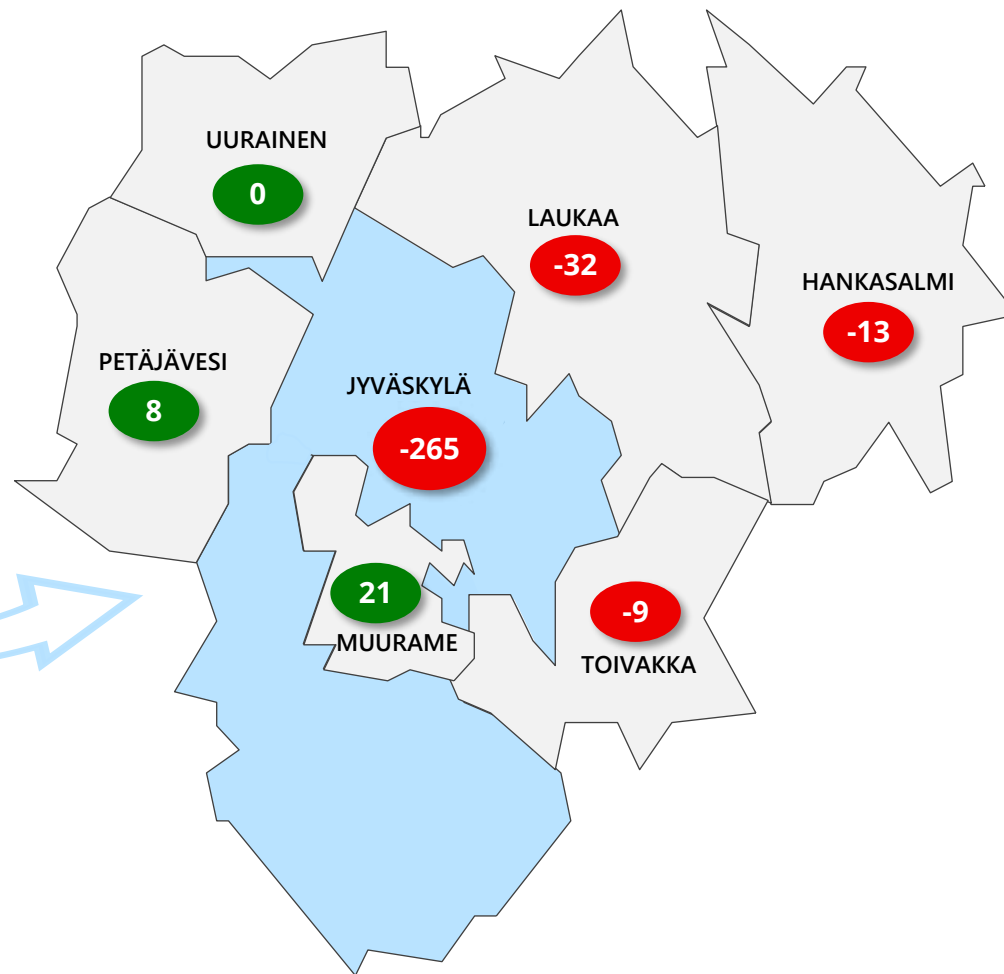 UURAINEN
0
LAUKAA
-32
HANKASALMI
-13
PETÄJÄVESI
8
JYVÄSKYLÄ
-265
21
MUURAME
-9
TOIVAKKA